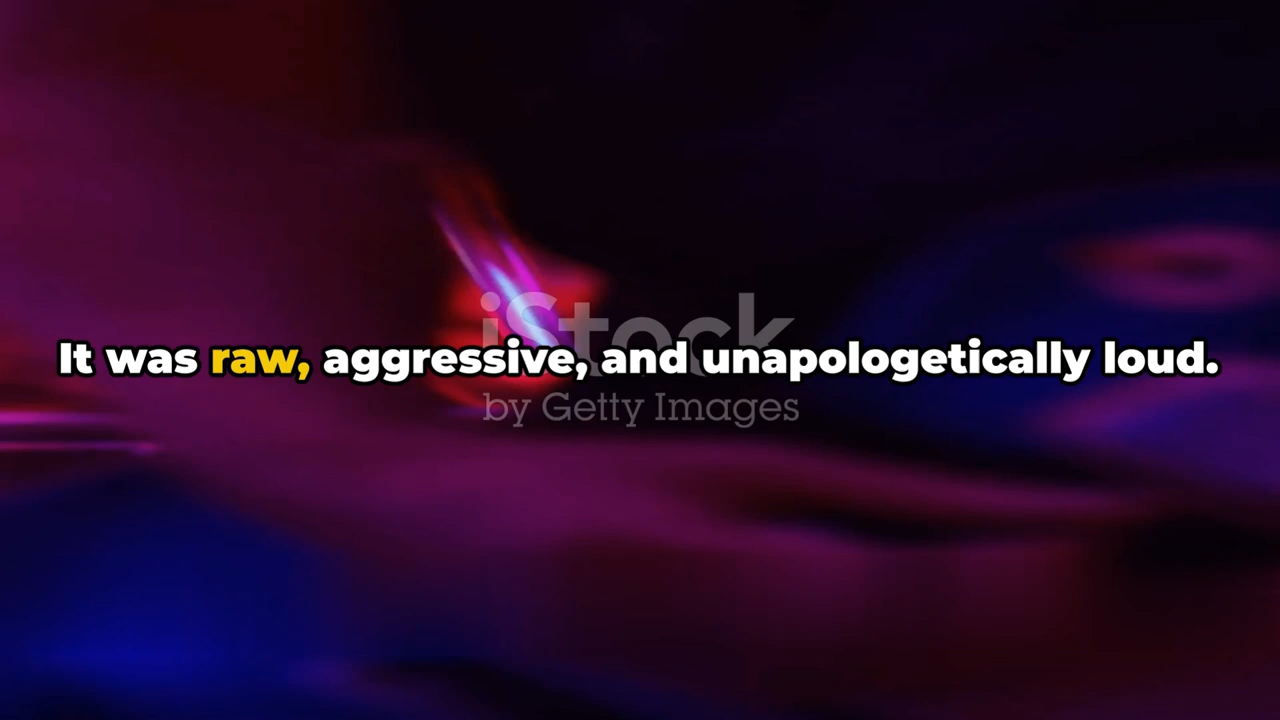 iStock
It was raw, aggressive, and unapologetically loud.
by Getty Images